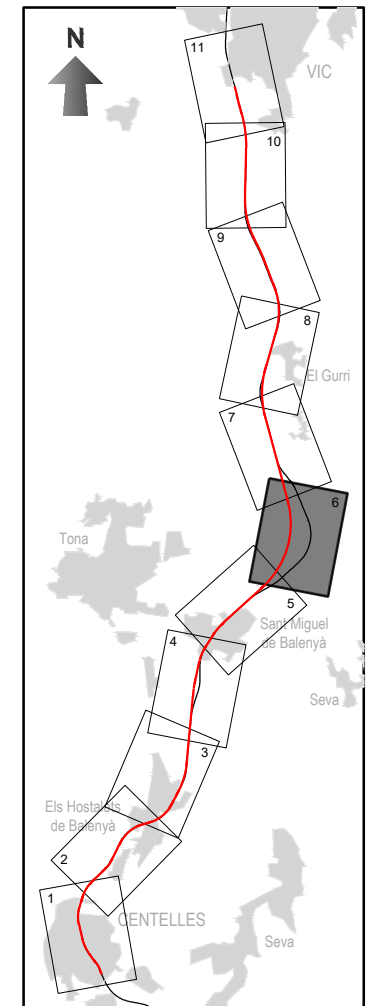 N
11
VIC
10
9
8
El Gurri
7
6
Tona
5
Sant Miguel
de Balenyà
4
Seva
3
Els Hostalets
de Balenyà
2
1
CENTELLES
Seva